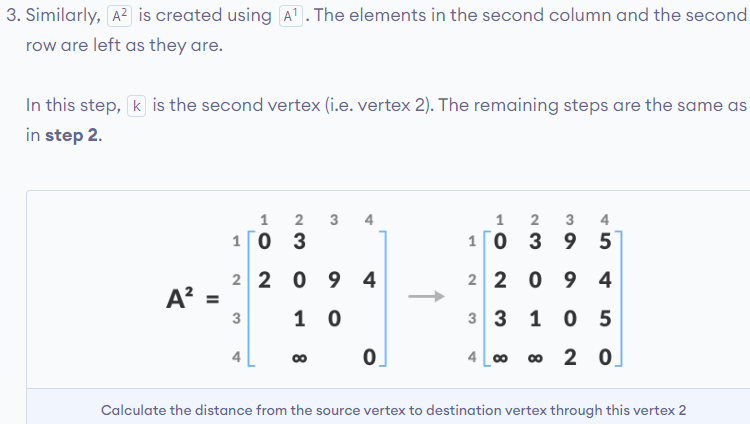 3. Similarly, A² is created using A¹. The elements in the second column and the second
row are left as they are.
In this step, k is the second vertex (i.e. vertex 2). The remaining steps are the same as
in step 2.
1 2 3 4
1 0 3
2 2 0 9 4
3 1 0
4 ∞ 0
A² =
→
1 2 3 4
1 0 3 9 5
2 2 0 9 4
3 3 1 0 5
4 ∞ ∞ 2 0
Calculate the distance from the source vertex to destination vertex through this vertex 2